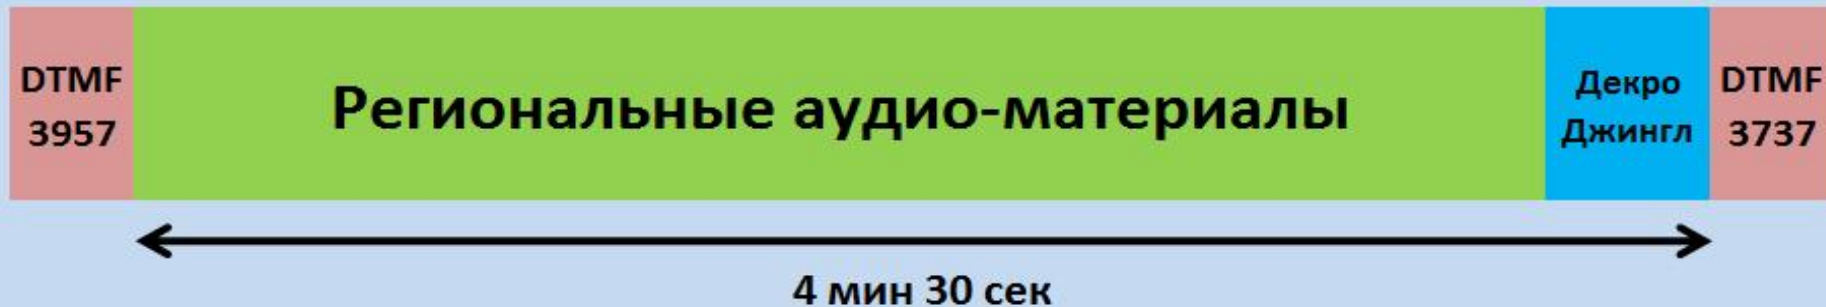 DTMF
3957
Региональные аудио-материалы
Декро
Джингл
DTMF
3737
4 мин 30 сек